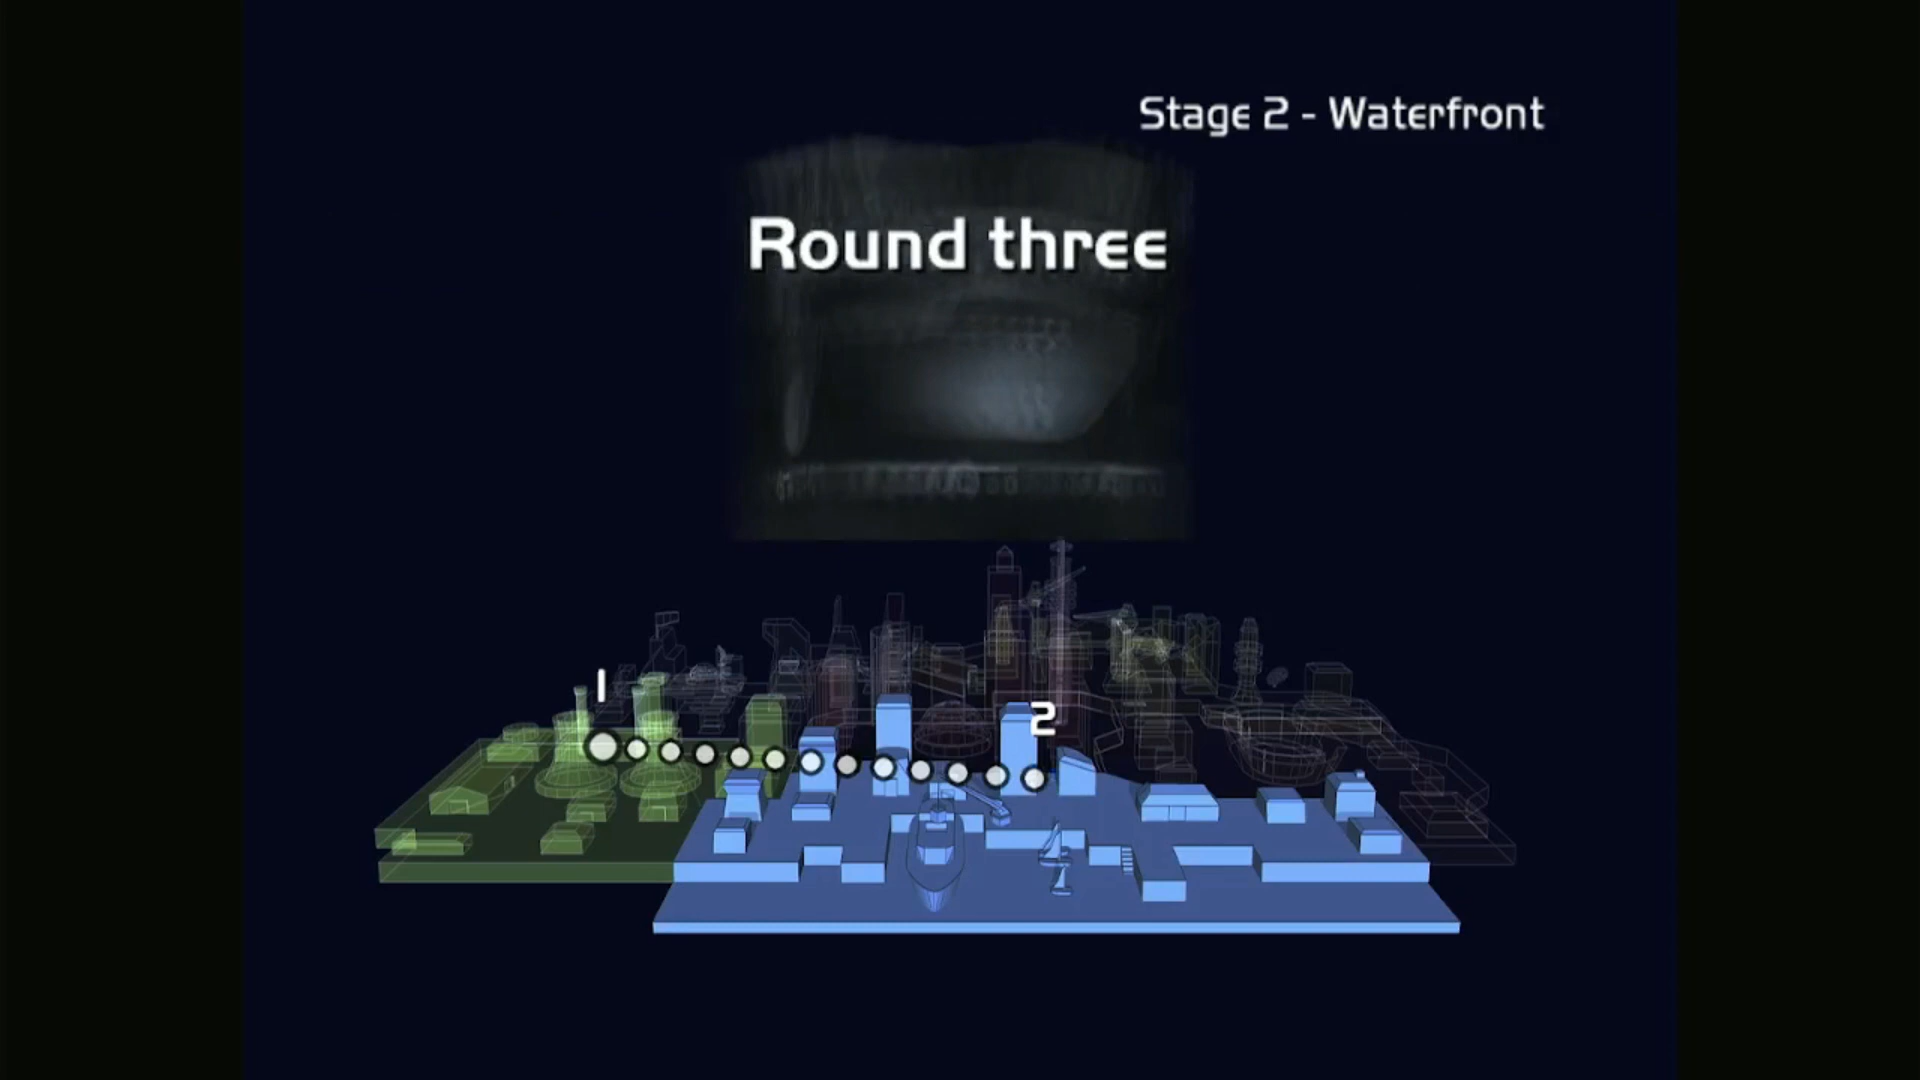 Stage 2 - Waterfront
Round three
1
2